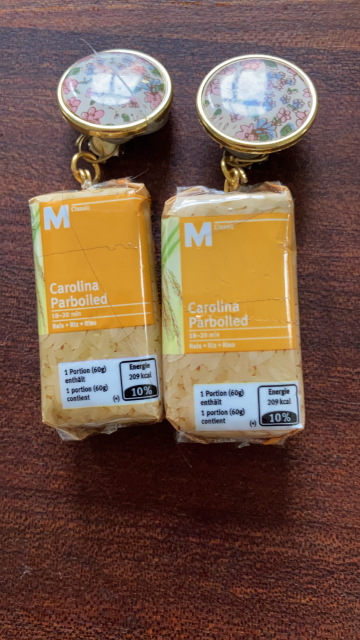 M Classic
Carolina
Parboiled
18-20 min
Reis • Riz • Riso
1 Portion (60g)
enthält
1 portion (60g)
contient
(*)
Energie
209 kcal
10%
M Classic
Carolina
Parboiled
18-20 min
Reis • Riz • Riso
1 Portion (60g)
enthält
1 portion (60g)
contient
(*)
Energie
209 kcal
10%